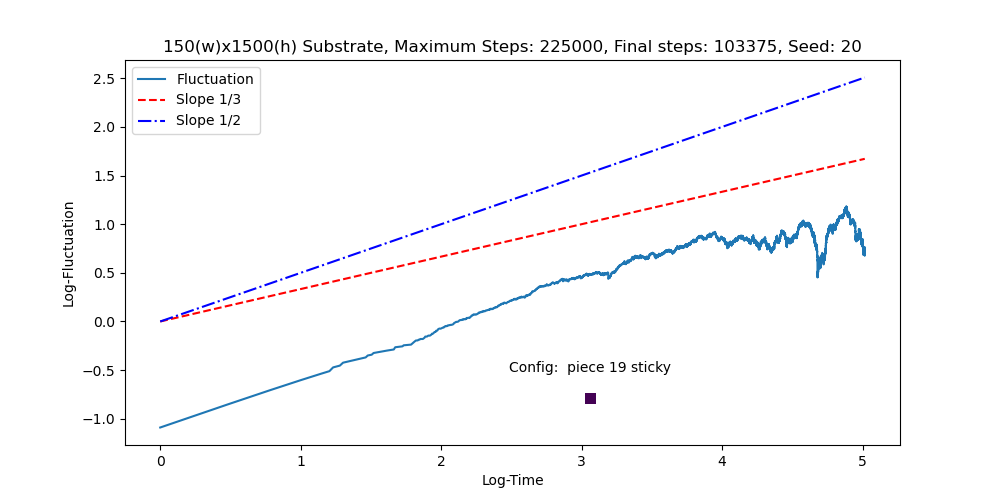 150(w)x1500(h) Substrate, Maximum Steps: 225000, Final steps: 103375, Seed: 20
Fluctuation
Slope 1/3
Slope 1/2
Log-Fluctuation
2.5
2.0
1.5
1.0
0.5
0.0
−0.5
−1.0
Config:  piece 19 sticky
0 1 2 3 4 5
Log-Time